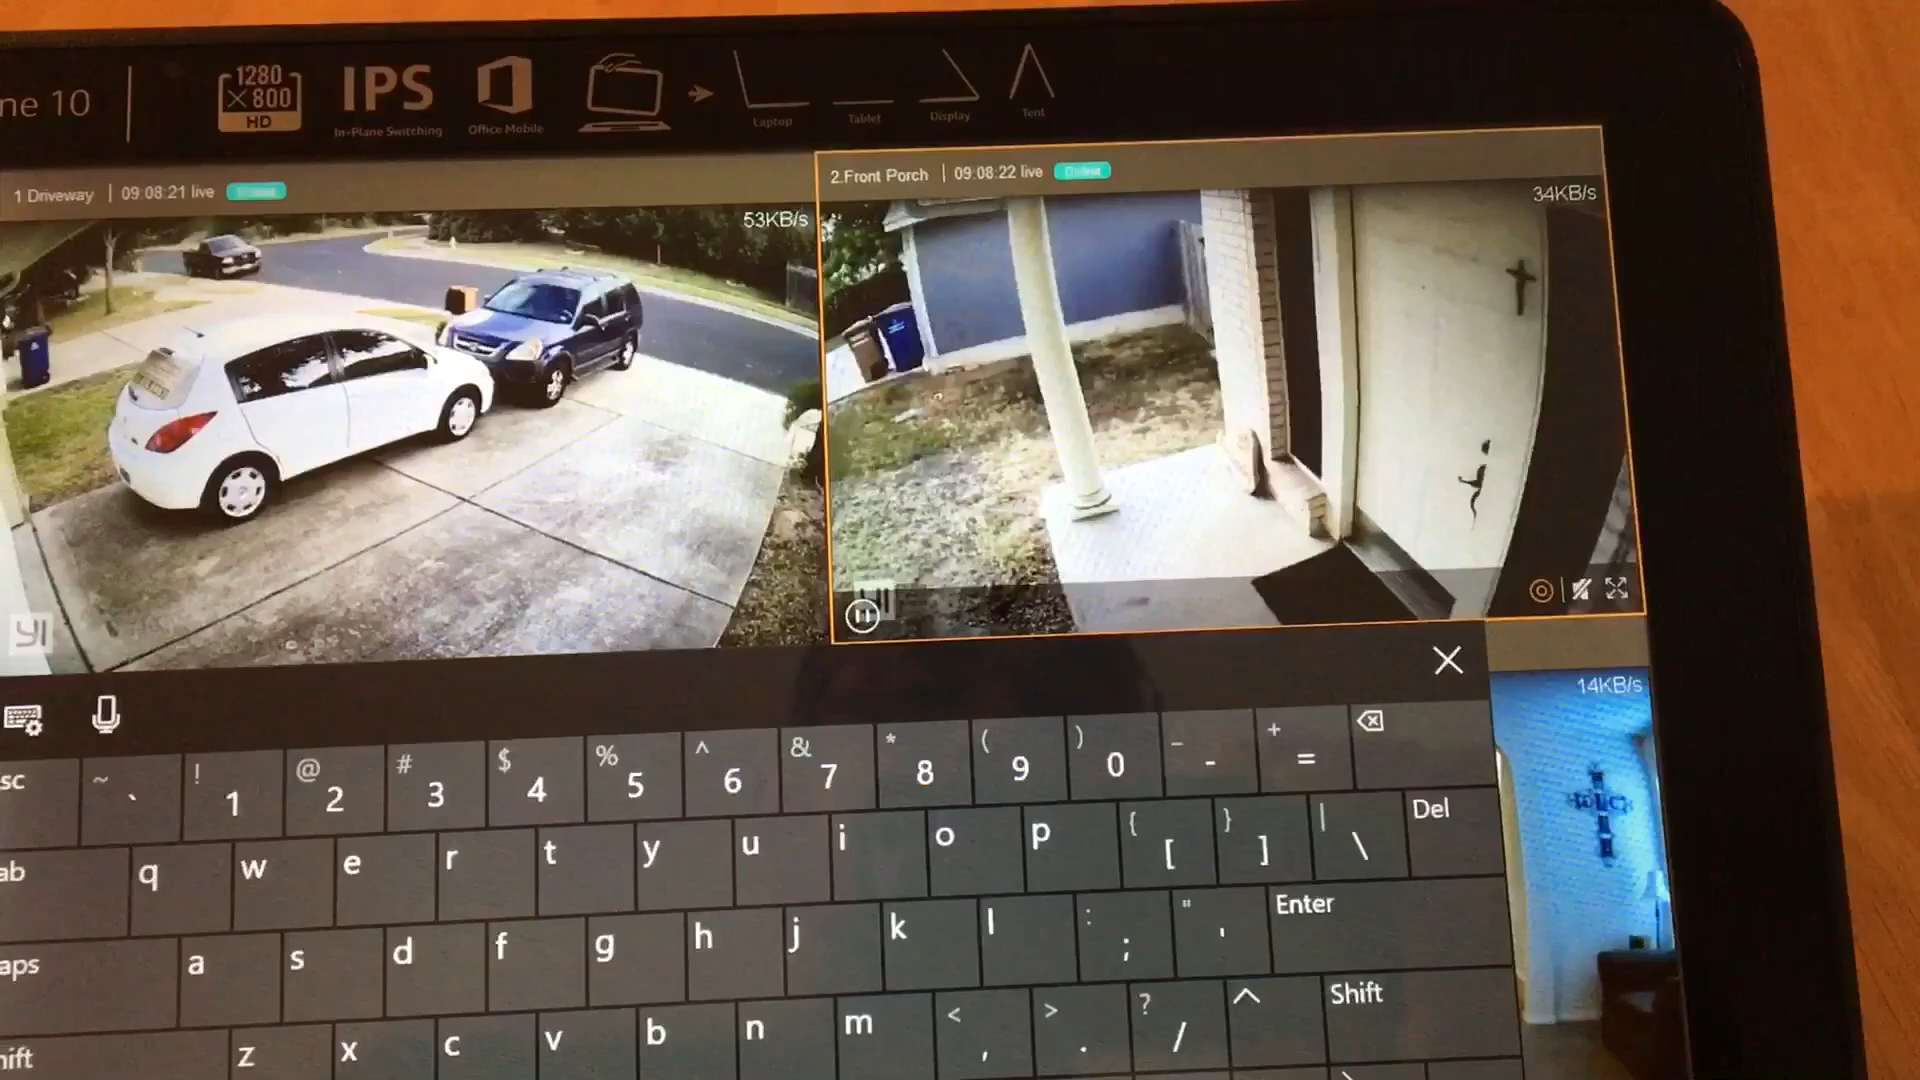 ne 10
1280
×800
HD
IPS
In-Plane Switching
Office Mobile
Laptop
Tablet
Display
Tent
1 Driveway | 09:08:21 live
53KB/s
2.Front Porch | 09:08:22 live Online
34KB/s
YI
14KB/s
sc ~ ` ! 1 @ 2 # 3 $ 4 % 5 ^ 6 & 7 * 8 ( 9 ) 0 _ - + =
ab q w e r t y u i o p { [ } ] | \ Del
aps a s d f g h j k l : ; " ' Enter
hift z x c v b n m < , > . ? / Shift